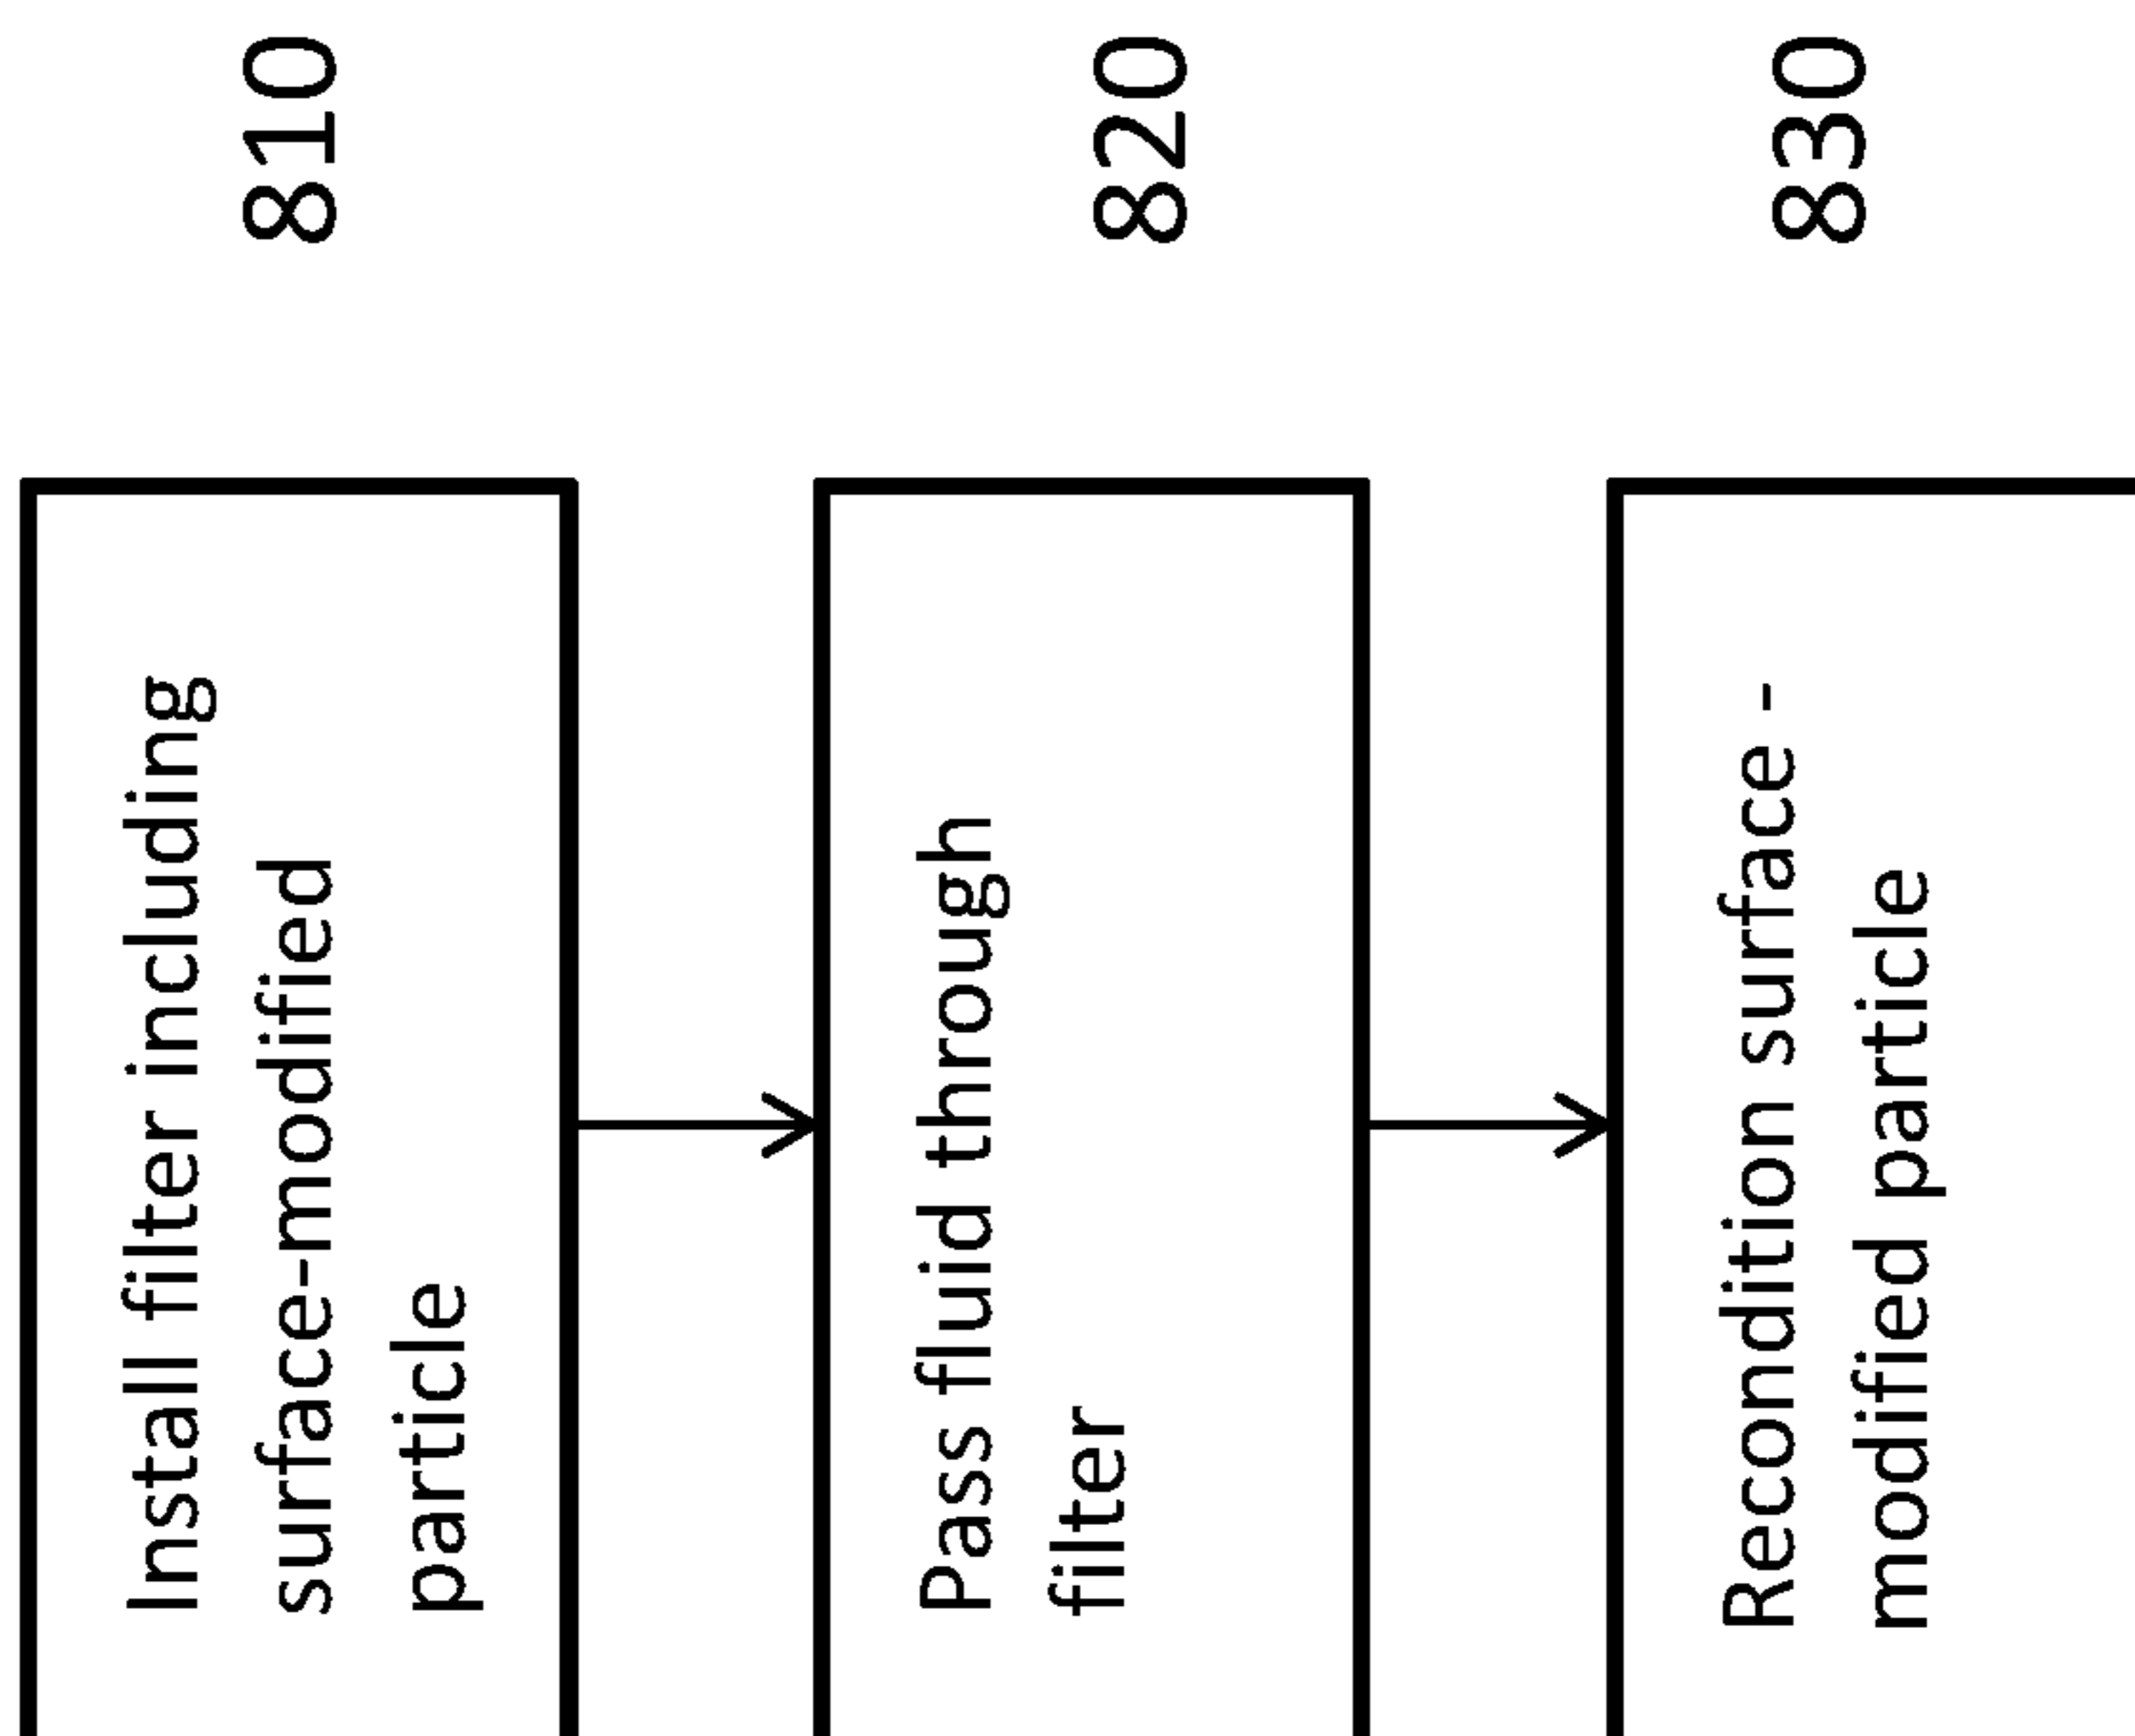 Install filter including
surface-modified
particle
810
Pass fluid through
filter
820
Recondition surface -
modified particle
830